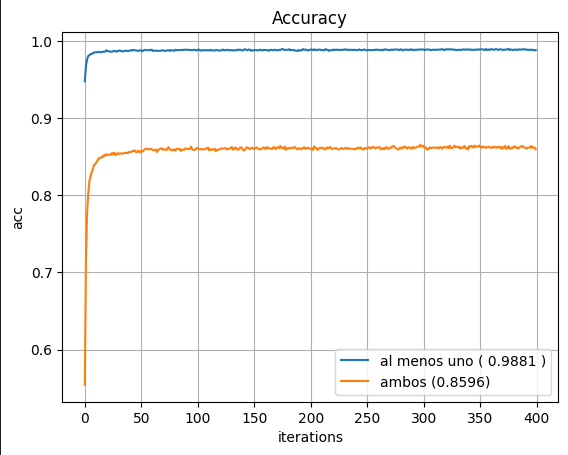 Accuracy
1.0
0.9
0.8
0.7
0.6
acc
al menos uno ( 0.9881 )
ambos (0.8596)
0 50 100 150 200 250 300 350 400
iterations